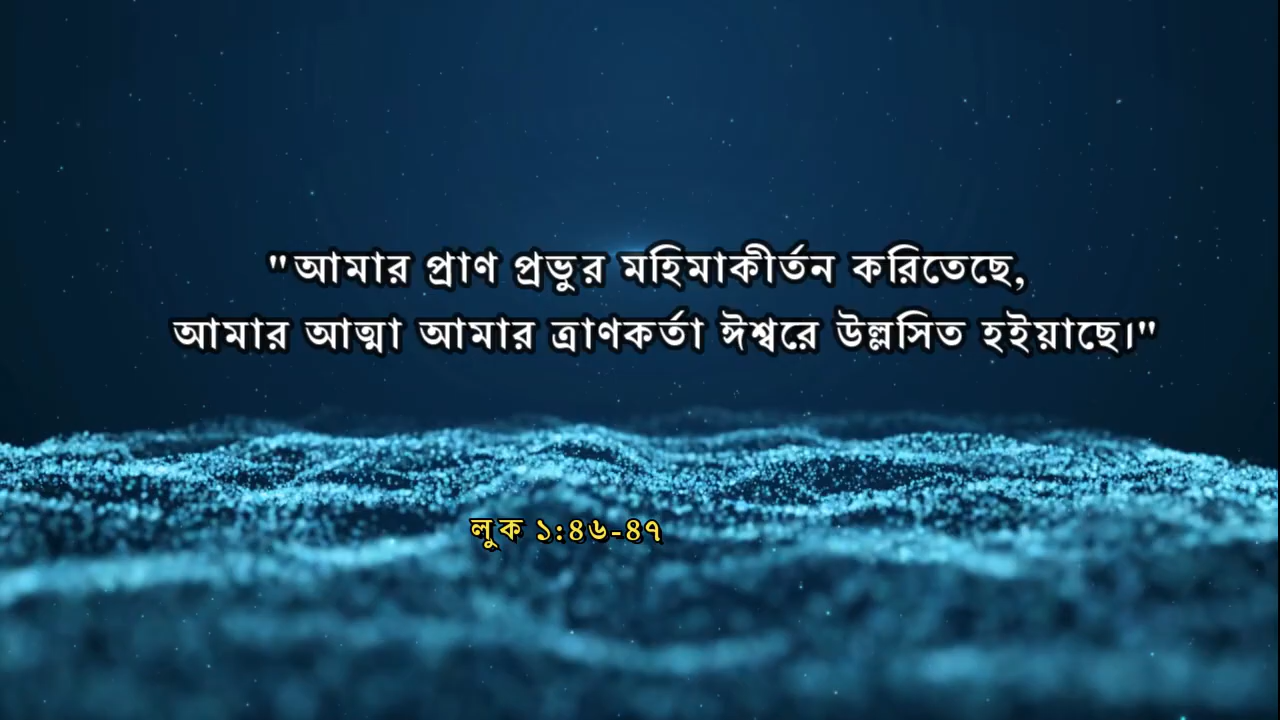 "আমার প্রাণ প্রভুর মহিমাকীর্তন করিতেছে,
আমার আত্মা আমার ত্রাণকর্তা ঈশ্বরে উল্লসিত হইয়াছে।"
লুক ১:৪৬-৪৭